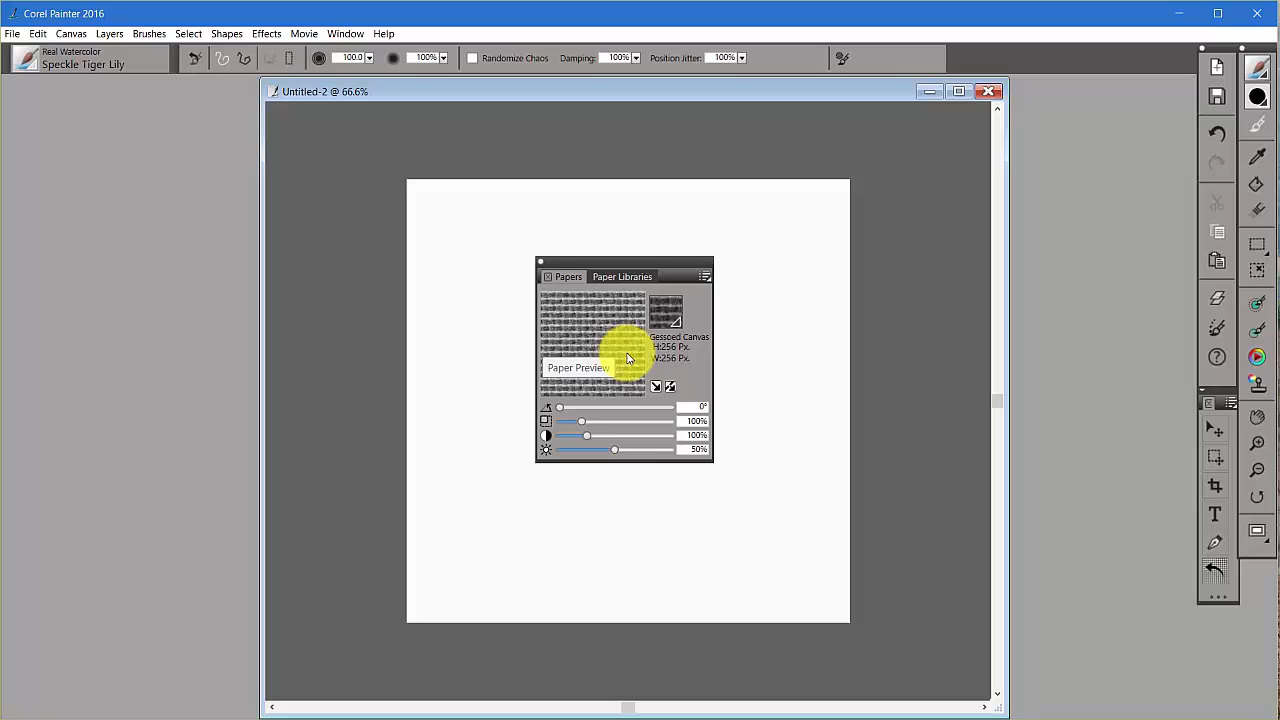 Corel Painter 2016
File Edit Canvas Layers Brushes Select Shapes Effects Movie Window Help
Real Watercolor
Speckle Tiger Lily
100.0 100% Randomize Chaos Damping: 100% Position Jitter: 100%
Untitled-2 @ 66.6%
Papers Paper Libraries
Gessoed Canvas
H:256 Px.
W:256 Px.
Paper Preview
0°
100%
100%
50%
T